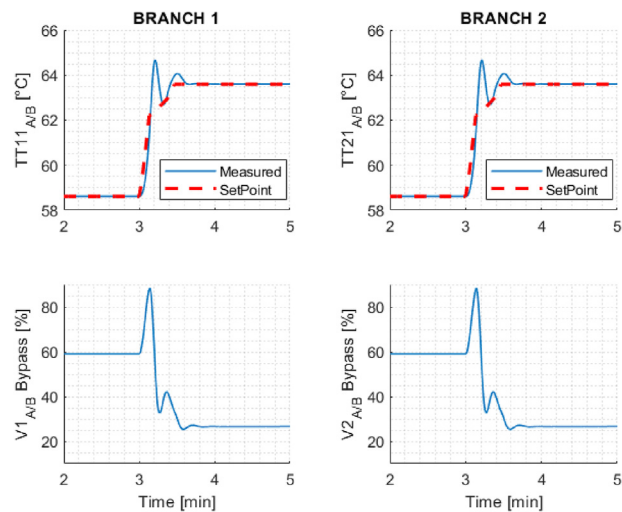 BRANCH 1
TT11A/B [°C]
66
64
62
60
58
Measured
SetPoint
2
3
4
5
BRANCH 2
TT21A/B [°C]
66
64
62
60
58
Measured
SetPoint
2
3
4
5
V1A/B Bypass [%]
80
60
40
20
2
3
4
5
Time [min]
V2A/B Bypass [%]
80
60
40
20
2
3
4
5
Time [min]